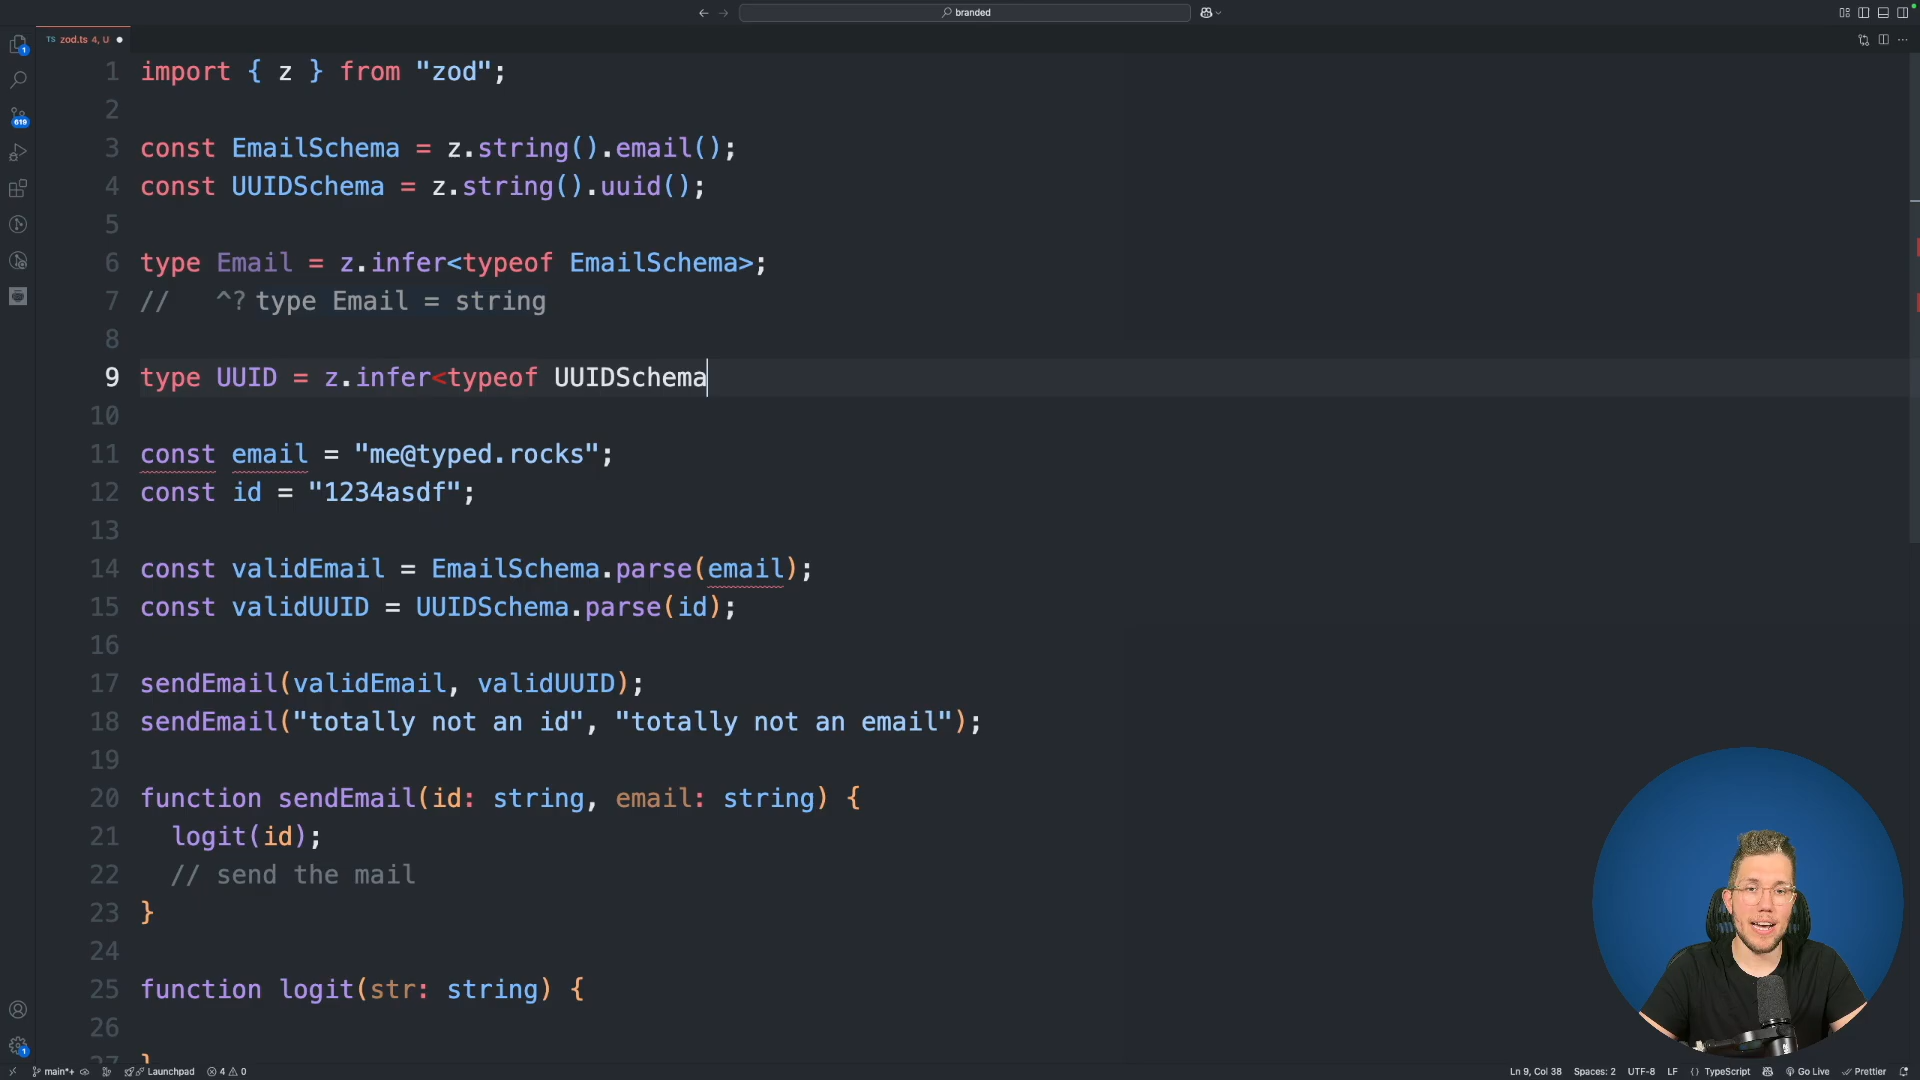 branded
TS zod.ts 4, U
1 import { z } from "zod";
2
3 const EmailSchema = z.string().email();
4 const UUIDSchema = z.string().uuid();
5
6 type Email = z.infer<typeof EmailSchema>;
7 //   ^? type Email = string
8
9 type UUID = z.infer<typeof UUIDSchema
10
11 const email = "me@typed.rocks";
12 const id = "1234asdf";
13
14 const validEmail = EmailSchema.parse(email);
15 const validUUID = UUIDSchema.parse(id);
16
17 sendEmail(validEmail, validUUID);
18 sendEmail("totally not an id", "totally not an email");
19
20 function sendEmail(id: string, email: string) {
21   logit(id);
22   // send the mail
23 }
24
25 function logit(str: string) {
26
27 }
1
619
1
main*+ Launchpad 4 0 Ln 9, Col 38 Spaces: 2 UTF-8 LF {} TypeScript Go Live Prettier